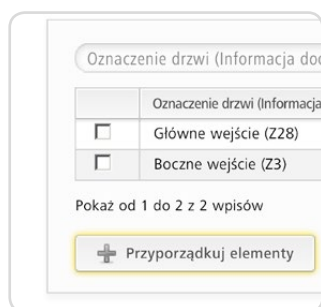 Oznaczenie drzwi (Informacja do
Oznaczenie drzwi (Informacja
Główne wejście (Z28)
Boczne wejście (Z3)
Pokaż od 1 do 2 z 2 wpisów
Przyporządkuj elementy